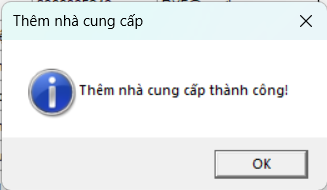 Thêm nhà cung cấp
Thêm nhà cung cấp thành công!
OK